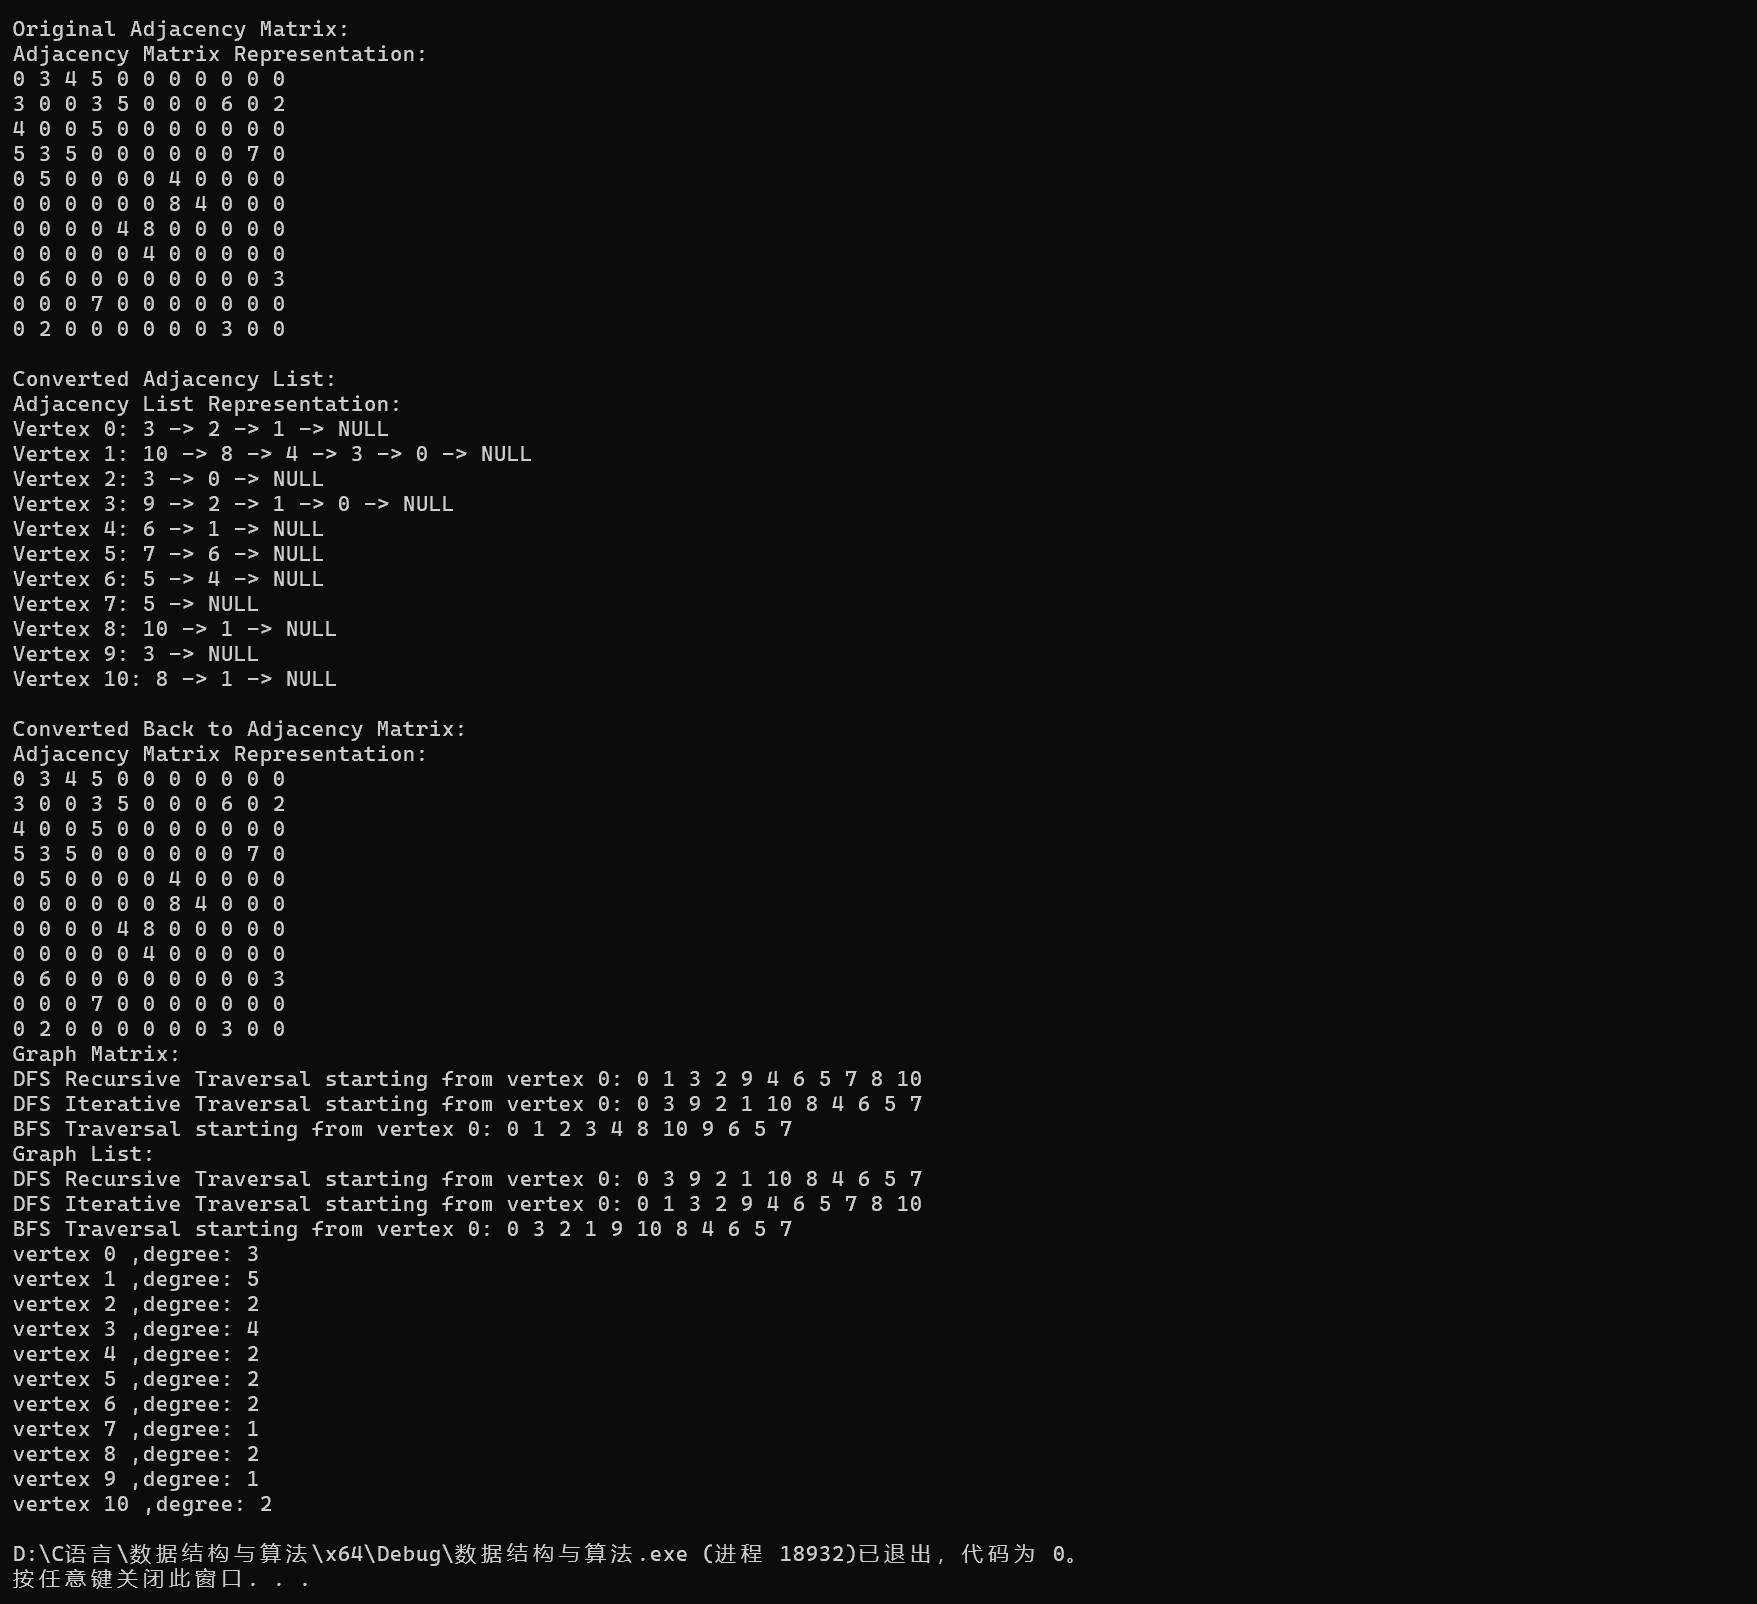 Original Adjacency Matrix:
Adjacency Matrix Representation:
0 3 4 5 0 0 0 0 0 0 0
3 0 0 3 5 0 0 0 6 0 2
4 0 0 5 0 0 0 0 0 0 0
5 3 5 0 0 0 0 0 0 7 0
0 5 0 0 0 0 4 0 0 0 0
0 0 0 0 0 0 8 4 0 0 0
0 0 0 0 4 8 0 0 0 0 0
0 0 0 0 0 4 0 0 0 0 0
0 6 0 0 0 0 0 0 0 0 3
0 0 0 7 0 0 0 0 0 0 0
0 2 0 0 0 0 0 0 3 0 0

Converted Adjacency List:
Adjacency List Representation:
Vertex 0: 3 -> 2 -> 1 -> NULL
Vertex 1: 10 -> 8 -> 4 -> 3 -> 0 -> NULL
Vertex 2: 3 -> 0 -> NULL
Vertex 3: 9 -> 2 -> 1 -> 0 -> NULL
Vertex 4: 6 -> 1 -> NULL
Vertex 5: 7 -> 6 -> NULL
Vertex 6: 5 -> 4 -> NULL
Vertex 7: 5 -> NULL
Vertex 8: 10 -> 1 -> NULL
Vertex 9: 3 -> NULL
Vertex 10: 8 -> 1 -> NULL

Converted Back to Adjacency Matrix:
Adjacency Matrix Representation:
0 3 4 5 0 0 0 0 0 0 0
3 0 0 3 5 0 0 0 6 0 2
4 0 0 5 0 0 0 0 0 0 0
5 3 5 0 0 0 0 0 0 7 0
0 5 0 0 0 0 4 0 0 0 0
0 0 0 0 0 0 8 4 0 0 0
0 0 0 0 4 8 0 0 0 0 0
0 0 0 0 0 4 0 0 0 0 0
0 6 0 0 0 0 0 0 0 0 3
0 0 0 7 0 0 0 0 0 0 0
0 2 0 0 0 0 0 0 3 0 0
Graph Matrix:
DFS Recursive Traversal starting from vertex 0: 0 1 3 2 9 4 6 5 7 8 10
DFS Iterative Traversal starting from vertex 0: 0 3 9 2 1 10 8 4 6 5 7
BFS Traversal starting from vertex 0: 0 1 2 3 4 8 10 9 6 5 7
Graph List:
DFS Recursive Traversal starting from vertex 0: 0 3 9 2 1 10 8 4 6 5 7
DFS Iterative Traversal starting from vertex 0: 0 1 3 2 9 4 6 5 7 8 10
BFS Traversal starting from vertex 0: 0 3 2 1 9 10 8 4 6 5 7
vertex 0 ,degree: 3
vertex 1 ,degree: 5
vertex 2 ,degree: 2
vertex 3 ,degree: 4
vertex 4 ,degree: 2
vertex 5 ,degree: 2
vertex 6 ,degree: 2
vertex 7 ,degree: 1
vertex 8 ,degree: 2
vertex 9 ,degree: 1
vertex 10 ,degree: 2

D:\C语言\数据结构与算法\x64\Debug\数据结构与算法.exe (进程 18932)已退出，代码为 0。
按任意键关闭此窗口. . .